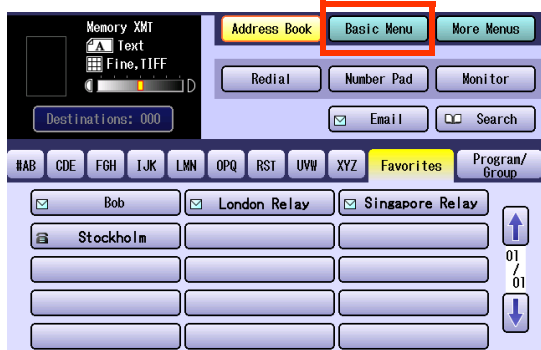 Memory XMT
Address Book
Basic Menu
More Menus
A Text
Fine,TIFF
Redial
Number Pad
Monitor
D
Destinations: 000
Email
Search
#AB
CDE
FGH
IJK
LMN
OPQ
RST
UVW
XYZ
Favorites
Program/
Group
Bob
London Relay
Singapore Relay
Stockholm
01
/
01